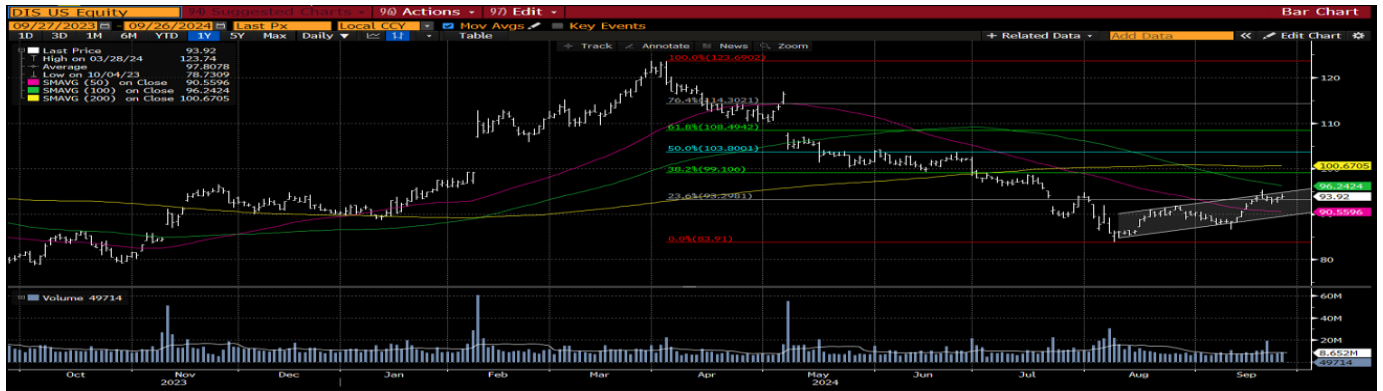 DIS US Equity 94) Suggested Charts 96) Actions 97) Edit Bar Chart
09/27/2023 - 09/26/2024 Last Px Local CCY Mov Avgs Key Events
1D 3D 1M 6M YTD 1Y 5Y Max Daily Table + Related Data Add Data « Edit Chart
+ Track Annotate News Zoom
Last Price 93.92
High on 03/28/24 123.74
Average 97.8078
Low on 10/04/23 78.7309
SMAVG (50) on Close 90.5596
SMAVG (100) on Close 96.2424
SMAVG (200) on Close 100.6705
100.0%(123.6902)
120
76.4%(114.3021)
110
61.8%(108.4942)
50.0%(103.8001)
100.6705
38.2%(99.106)
96.2424
23.6%(93.2981)
93.92
90.5596
0.0%(83.91)
80
Volume 49714
60M
40M
20M
8.652M
49714
Oct Nov Dec Jan Feb Mar Apr May Jun Jul Aug Sep
2023 2024